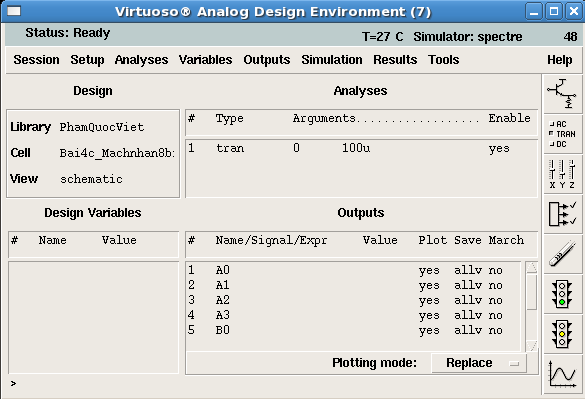 Virtuoso® Analog Design Environment (7)
Status: Ready T=27 C Simulator: spectre 48
Session Setup Analyses Variables Outputs Simulation Results Tools Help
Design
Library PhamQuocViet
Cell Bai4c_Machnhan8b:
View schematic
Analyses
# Type Arguments................... Enable
1 tran 0 100u yes
Design Variables
# Name Value
Outputs
# Name/Signal/Expr Value Plot Save March
1 A0 yes allv no
2 A1 yes allv no
3 A2 yes allv no
4 A3 yes allv no
5 B0 yes allv no
Plotting mode: Replace
>
AC
TRAN
DC
X Y Z